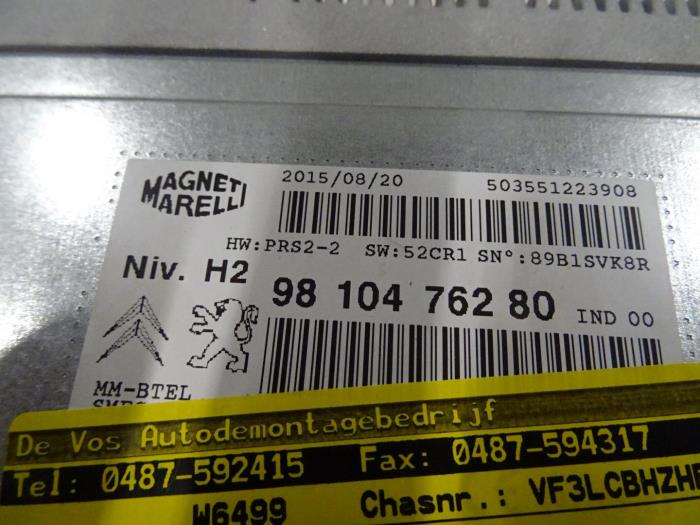 MAGNETI MARELLI
2015/08/20 503551223908
HW:PRS2-2 SW:52CR1 SN°:89B1SVK8R
Niv. H2
98 104 762 80 IND 00
MM-BTEL
De Vos Autodemontagebedrijf
Tel: 0487-592415 Fax: 0487-594317
W6499 Chasnr.: VF3LCBHZH